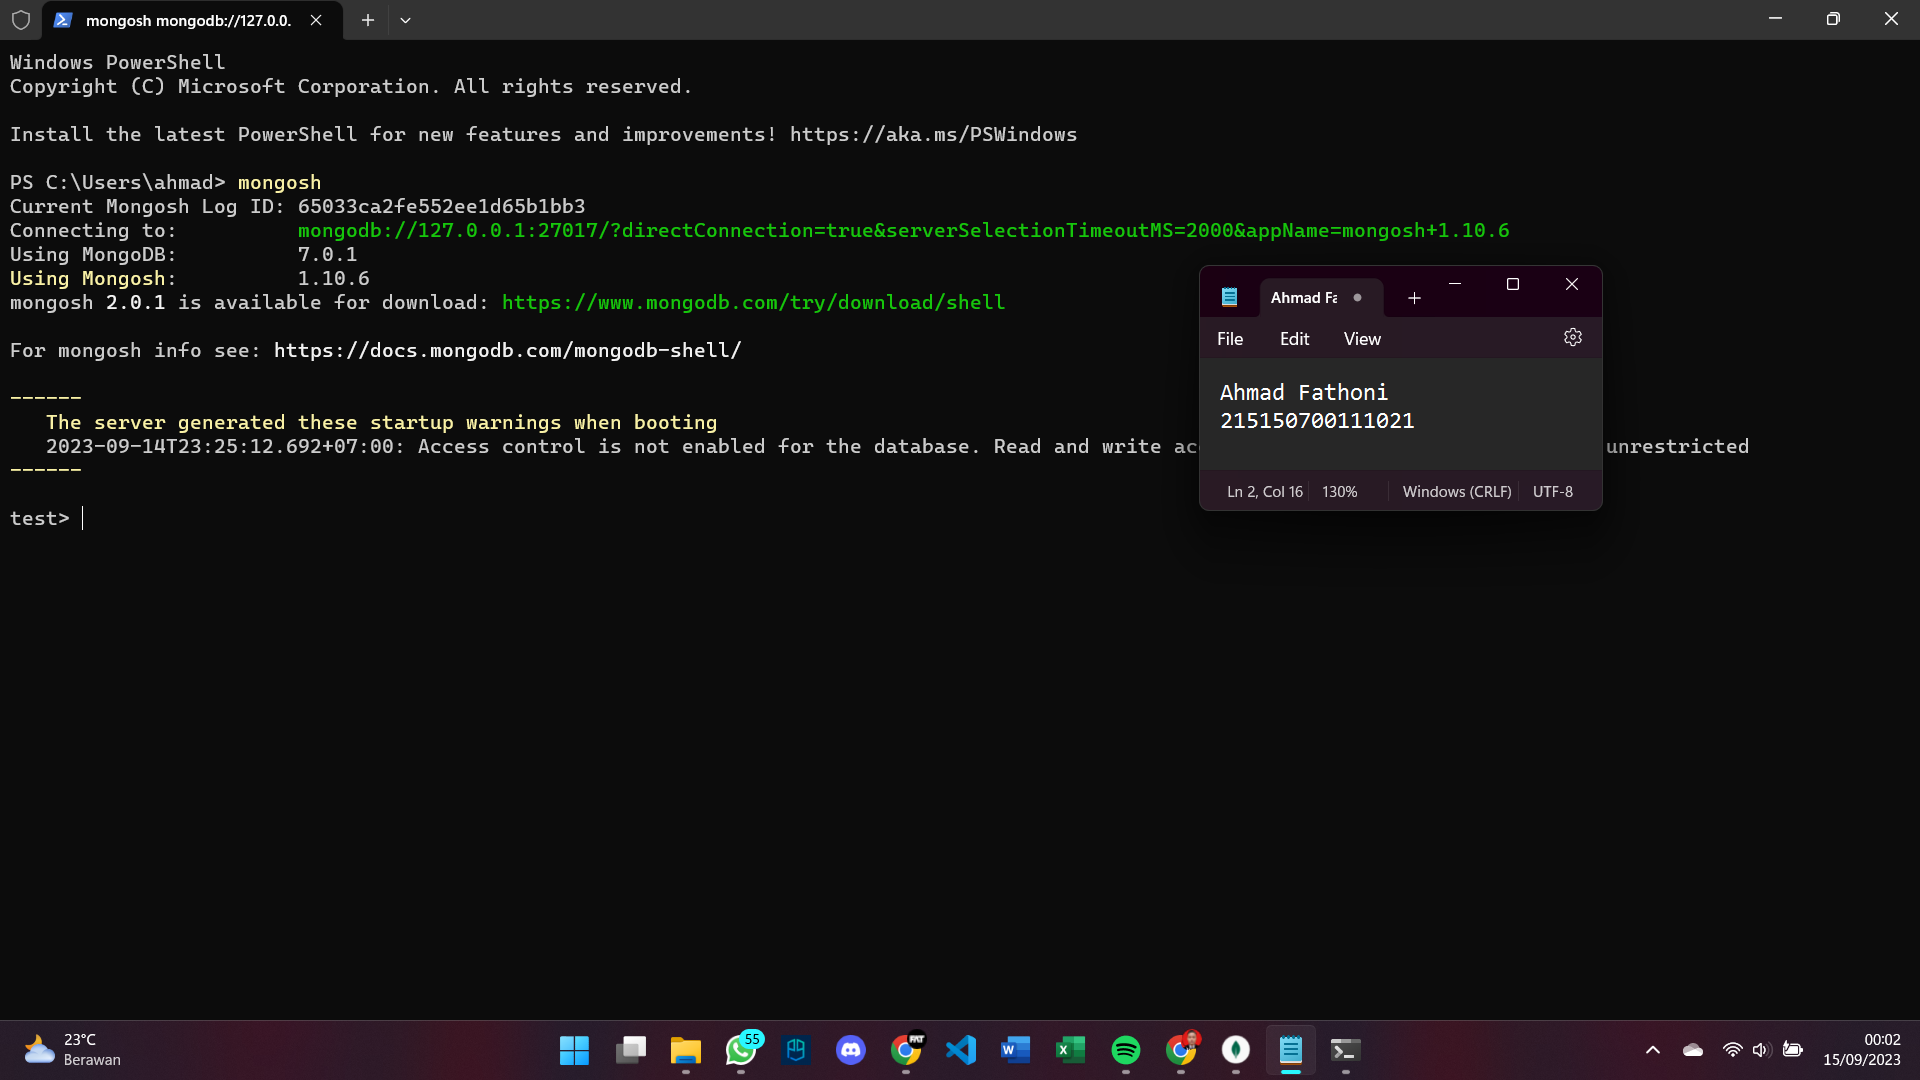 mongosh mongodb://127.0.0.
Windows PowerShell
Copyright (C) Microsoft Corporation. All rights reserved.
Install the latest PowerShell for new features and improvements! https://aka.ms/PSWindows
PS C:\Users\ahmad> mongosh
Current Mongosh Log ID: 65033ca2fe552ee1d65b1bb3
Connecting to: mongodb://127.0.0.1:27017/?directConnection=true&serverSelectionTimeoutMS=2000&appName=mongosh+1.10.6
Using MongoDB: 7.0.1
Using Mongosh: 1.10.6
mongosh 2.0.1 is available for download: https://www.mongodb.com/try/download/shell
For mongosh info see: https://docs.mongodb.com/mongodb-shell/
------
The server generated these startup warnings when booting
2023-09-14T23:25:12.692+07:00: Access control is not enabled for the database. Read and write unrestricted
------
test>
Ahmad Fa
File Edit View
Ahmad Fathoni
215150700111021
Ln 2, Col 16 130% Windows (CRLF) UTF-8
23°C
Berawan
55
FAT
00:02
15/09/2023